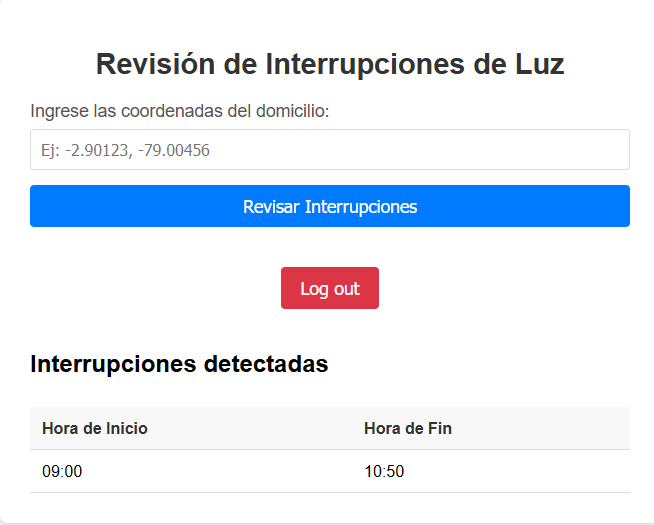 Revisión de Interrupciones de Luz
Ingrese las coordenadas del domicilio:
Ej: -2.90123, -79.00456
Revisar Interrupciones
Log out
Interrupciones detectadas
Hora de Inicio Hora de Fin
09:00 10:50